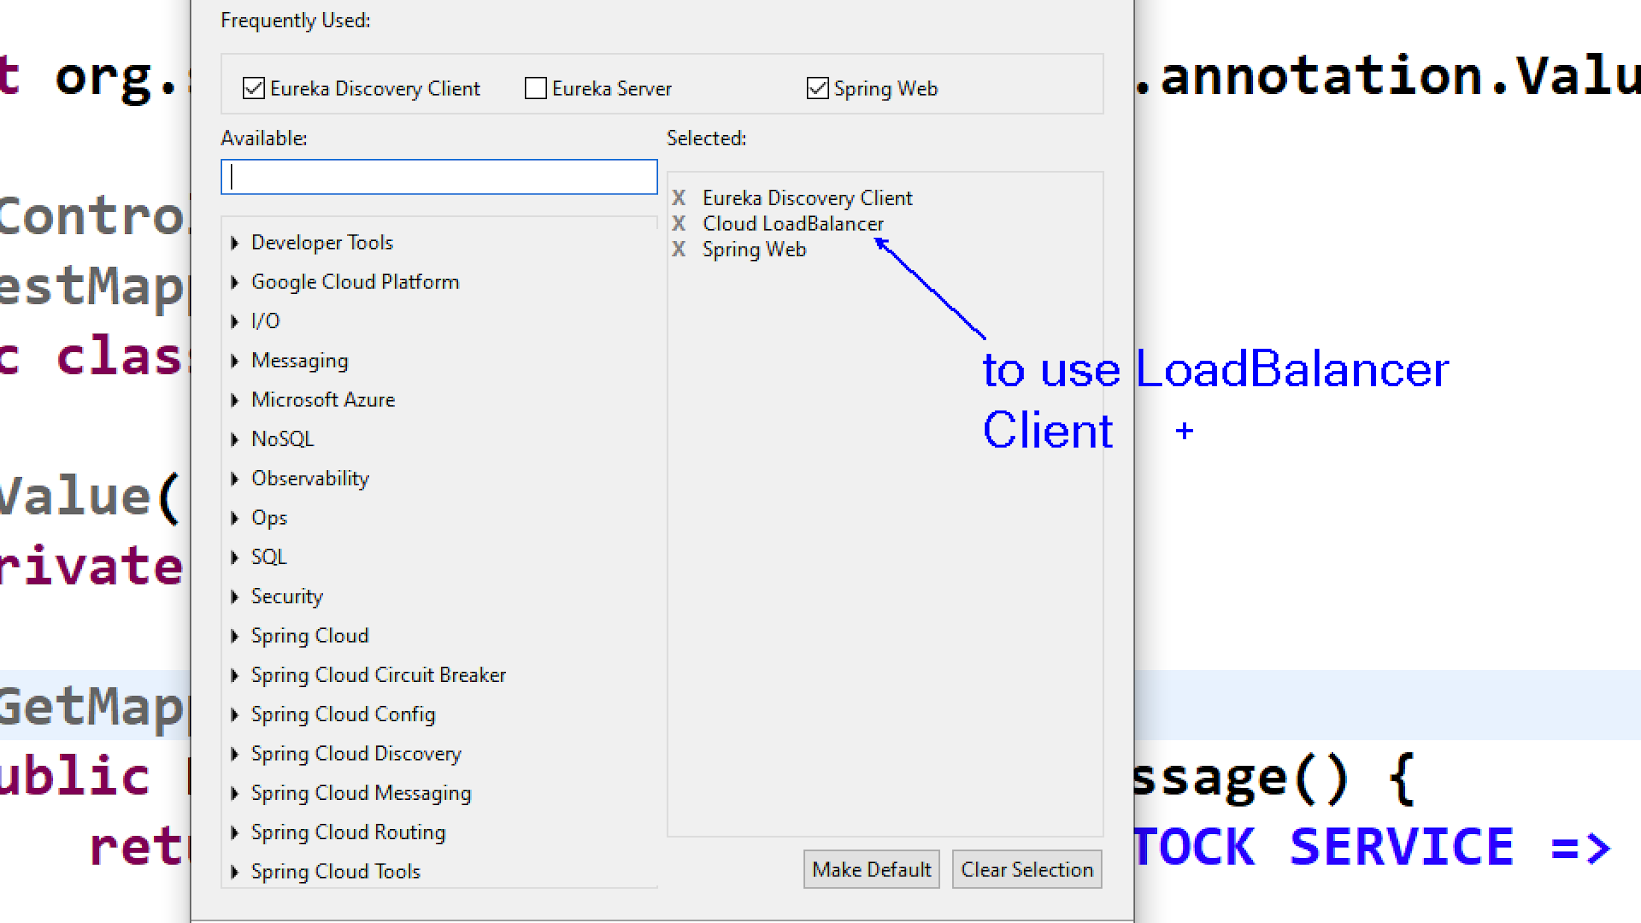 Frequently Used:
t org.s .annotation.Valu
Eureka Discovery Client Eureka Server Spring Web
Available: Selected:
X Eureka Discovery Client
X Cloud LoadBalancer
X Spring Web
Contro
estMapp
c class
Value(
rivate
GetMapp
ublic ssage() {
retu TOCK SERVICE =>
Developer Tools
Google Cloud Platform
I/O
Messaging
Microsoft Azure
NoSQL
Observability
Ops
SQL
Security
Spring Cloud
Spring Cloud Circuit Breaker
Spring Cloud Config
Spring Cloud Discovery
Spring Cloud Messaging
Spring Cloud Routing
Spring Cloud Tools
to use LoadBalancer
Client +
Make Default Clear Selection